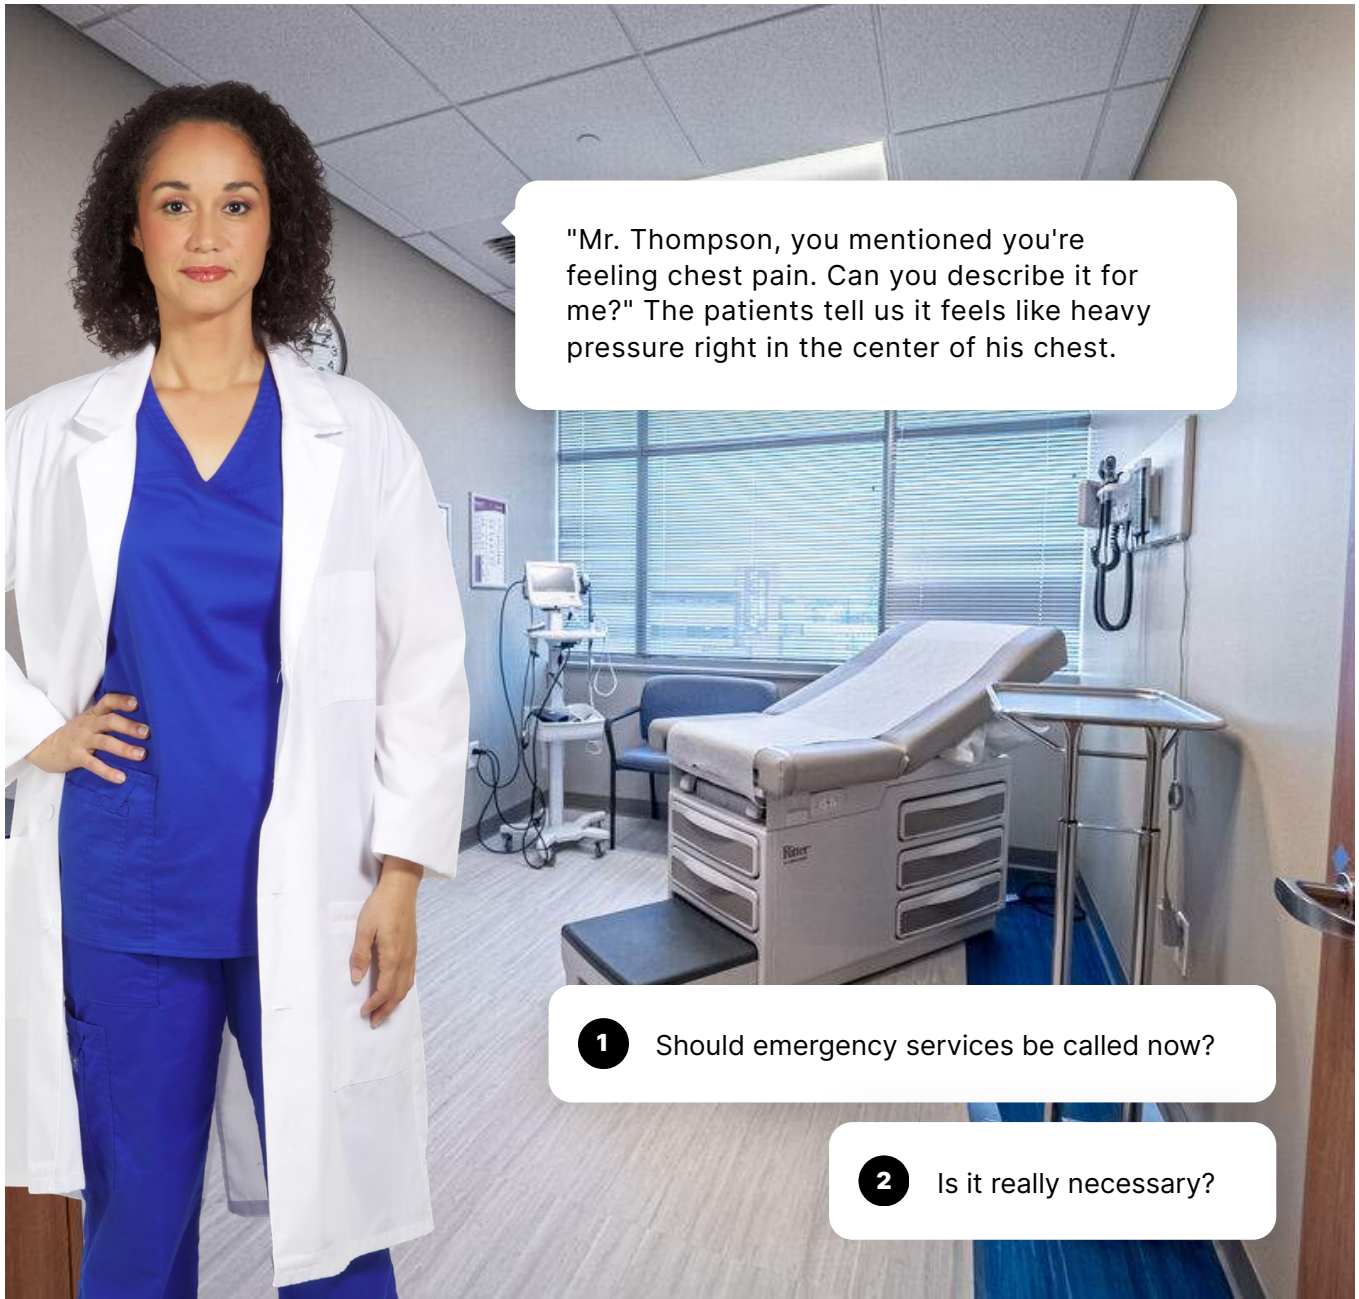 "Mr. Thompson, you mentioned you're
feeling chest pain. Can you describe it for
me?" The patients tell us it feels like heavy
pressure right in the center of his chest.
Ritter
1 Should emergency services be called now?
2 Is it really necessary?